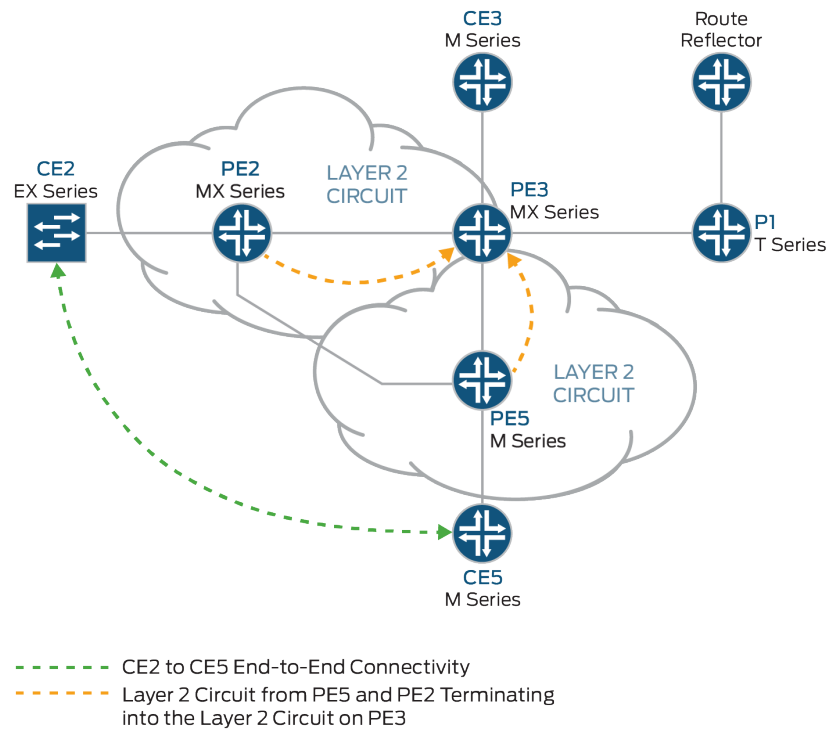 CE3
M Series
Route
Reflector
CE2
EX Series
PE2
MX Series
LAYER 2
CIRCUIT
PE3
MX Series
P1
T Series
LAYER 2
CIRCUIT
PE5
M Series
CE5
M Series
CE2 to CE5 End-to-End Connectivity
Layer 2 Circuit from PE5 and PE2 Terminating
into the Layer 2 Circuit on PE3